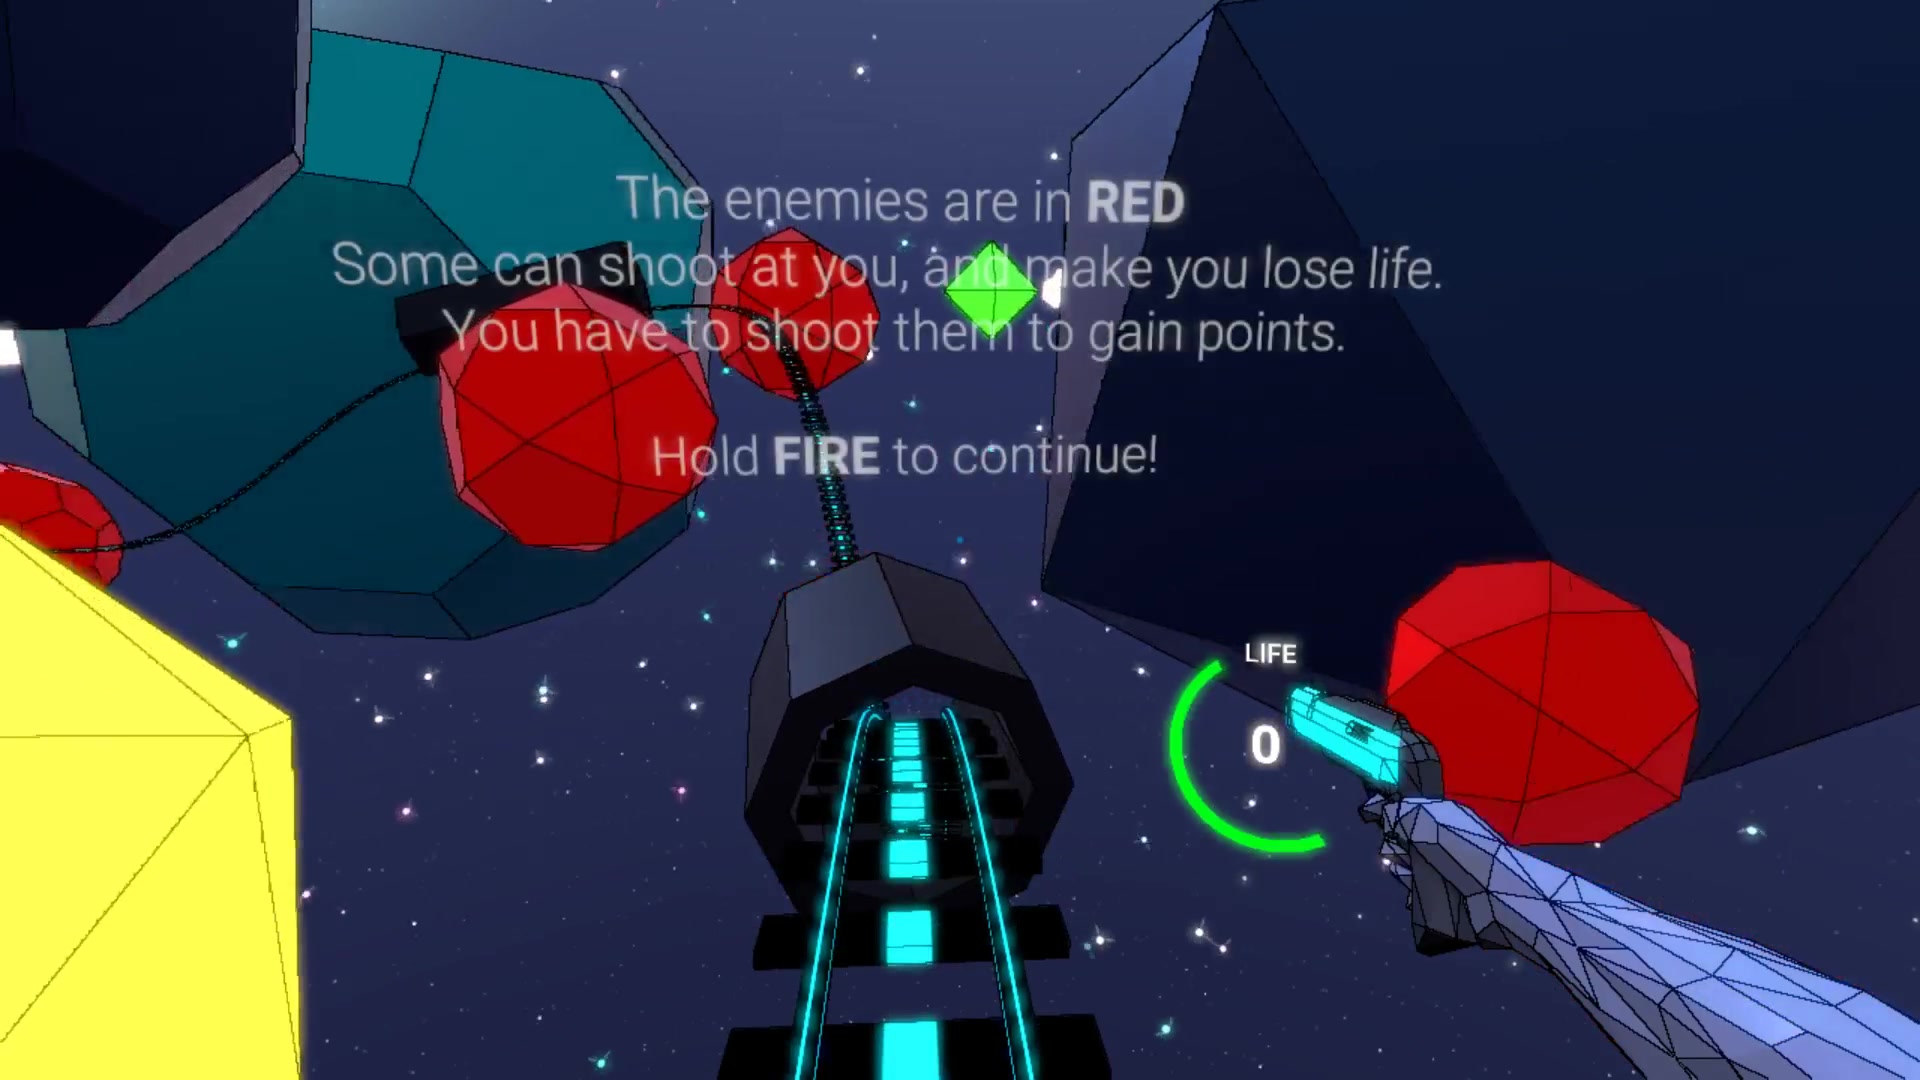 The enemies are in RED
Some can shoot at you, and make you lose life.
You have to shoot them to gain points.
Hold FIRE to continue!
LIFE
0